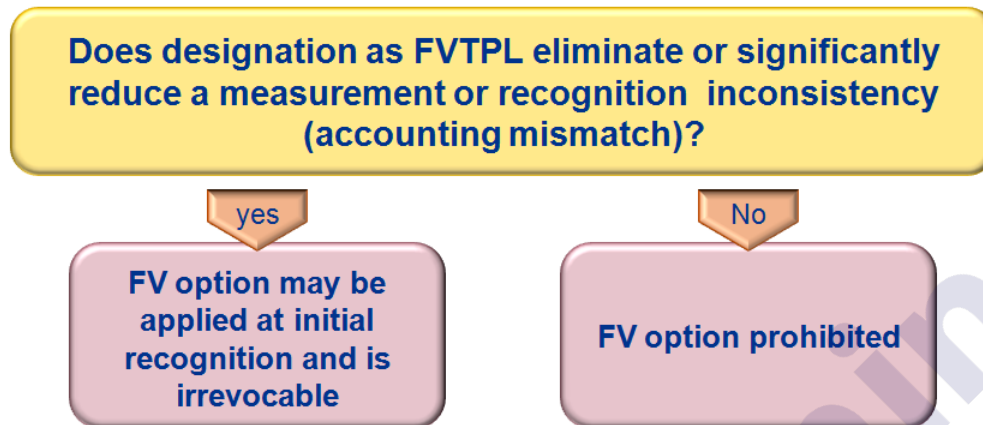 Does designation as FVTPL eliminate or significantly
reduce a measurement or recognition inconsistency
(accounting mismatch)?
yes
No
FV option may be
applied at initial
recognition and is
irrevocable
FV option prohibited